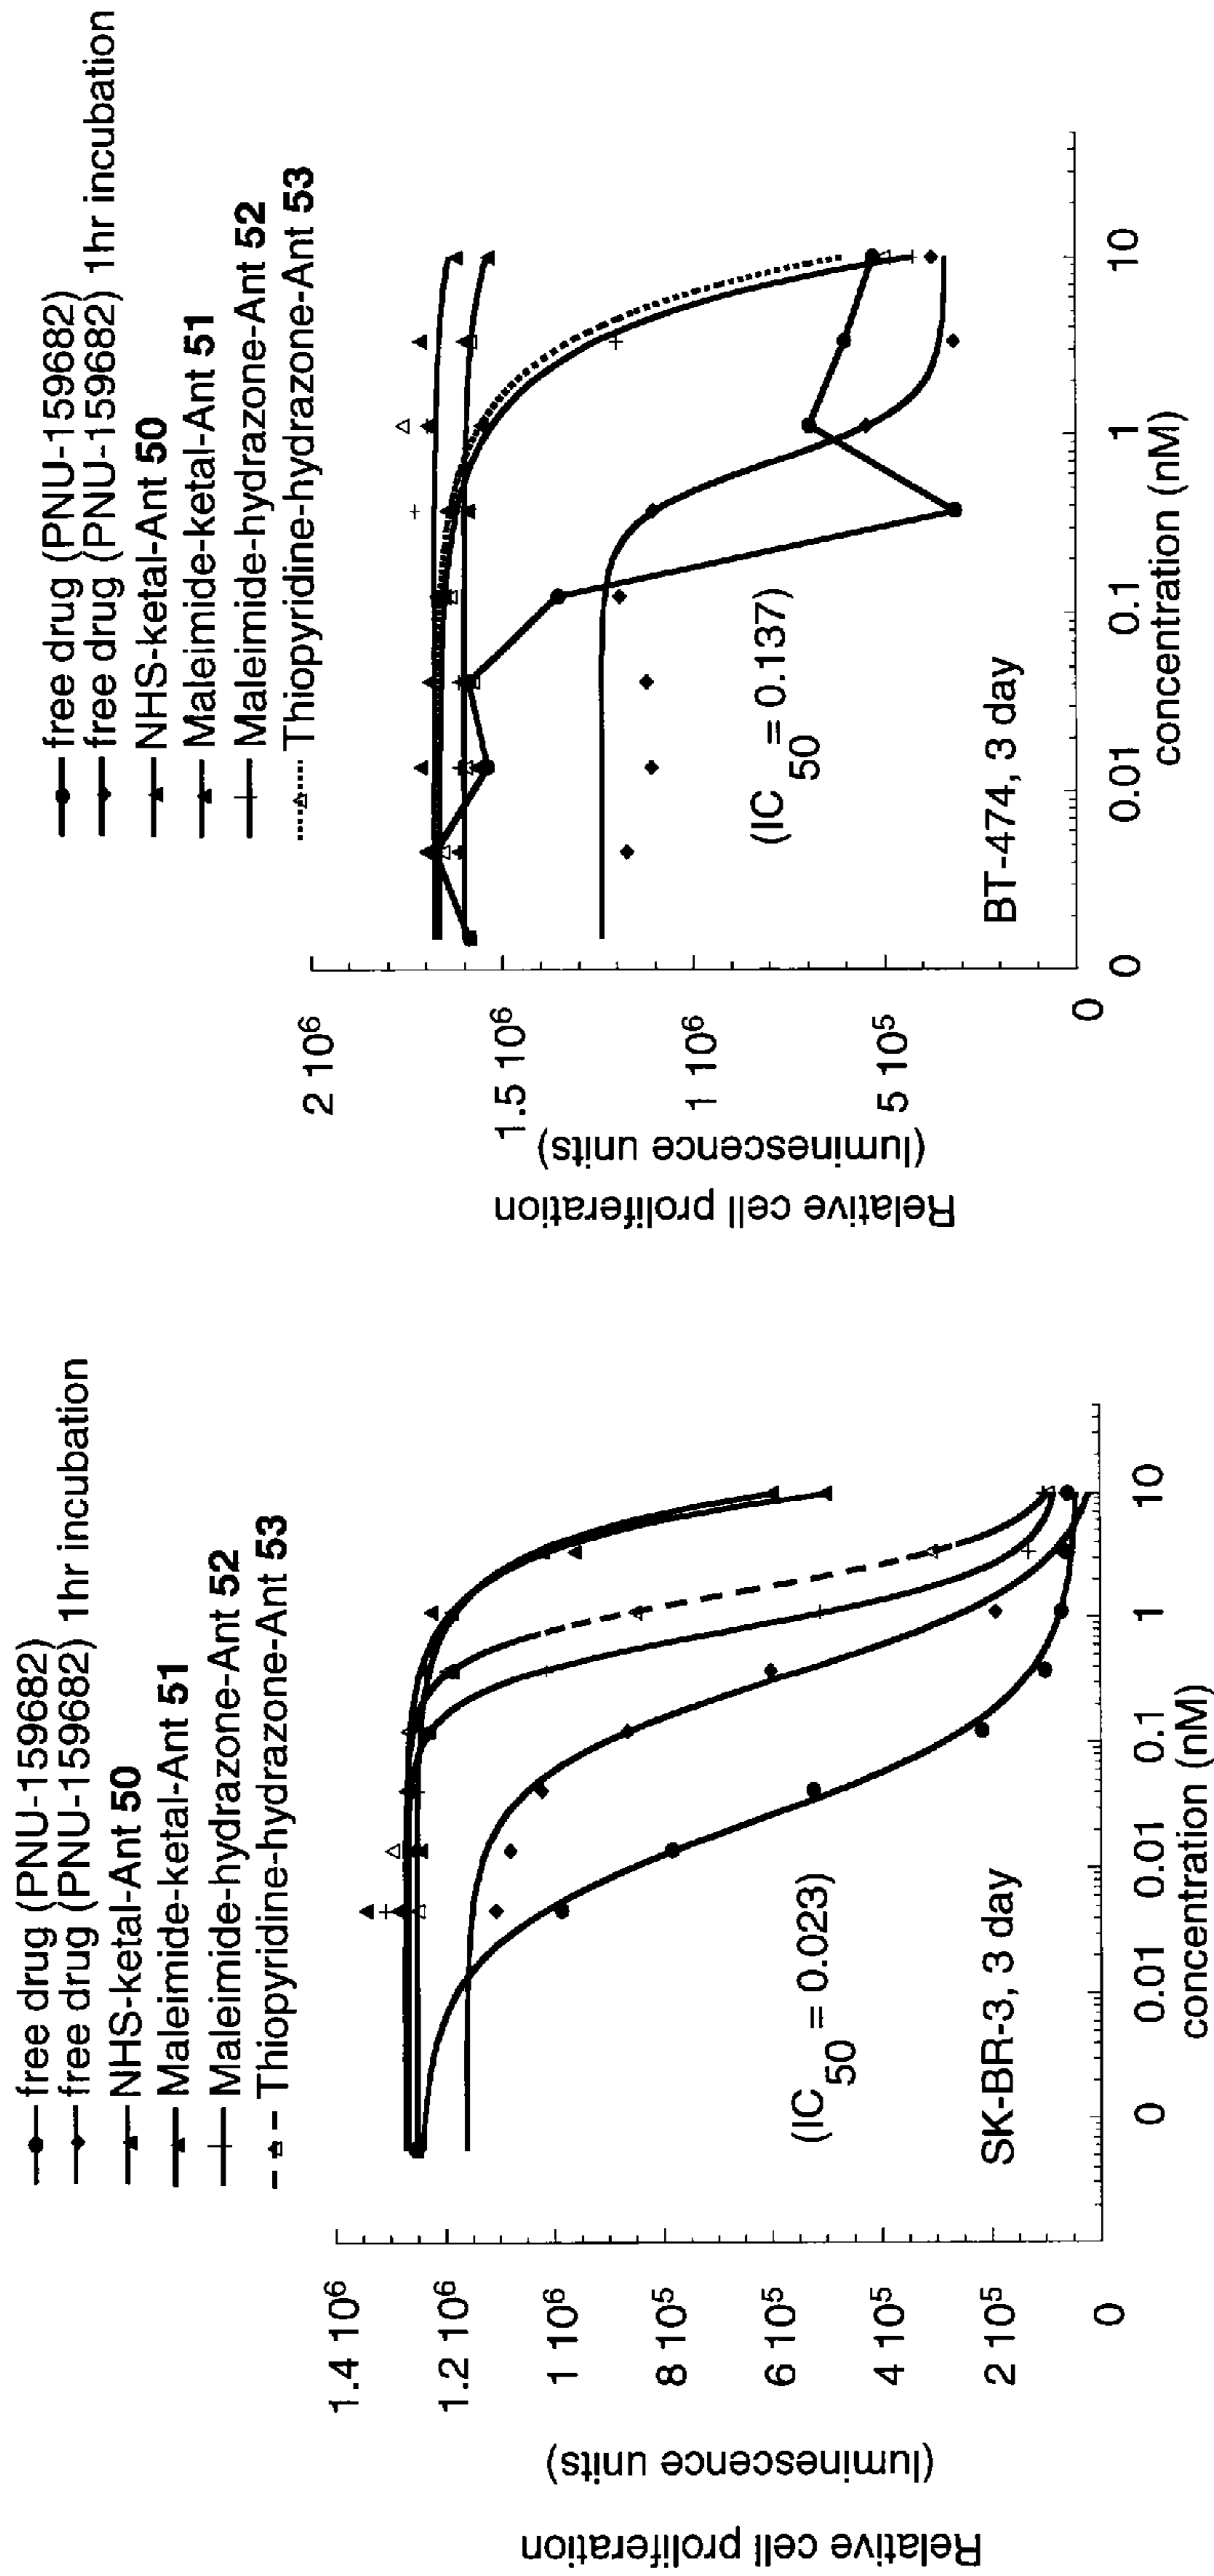 free drug (PNU-159682)
free drug (PNU-159682) 1hr incubation
NHS-ketal-Ant 50
Maleimide-ketal-Ant 51
Maleimide-hydrazone-Ant 52
Thiopyridine-hydrazone-Ant 53
1.4 10⁶
1.2 10⁶
1 10⁶
8 10⁵
6 10⁵
4 10⁵
2 10⁵
0
Relative cell proliferation
(luminescence units)
(IC₅₀ = 0.023)
SK-BR-3, 3 day
0 0.01 0.01 0.1 1 10
concentration (nM)
free drug (PNU-159682)
free drug (PNU-159682) 1hr incubation
NHS-ketal-Ant 50
Maleimide-ketal-Ant 51
Maleimide-hydrazone-Ant 52
Thiopyridine-hydrazone-Ant 53
2 10⁶
1.5 10⁶
1 10⁶
5 10⁵
0
Relative cell proliferation
(luminescence units)
(IC₅₀ = 0.137)
BT-474, 3 day
0 0.01 0.1 1 10
concentration (nM)